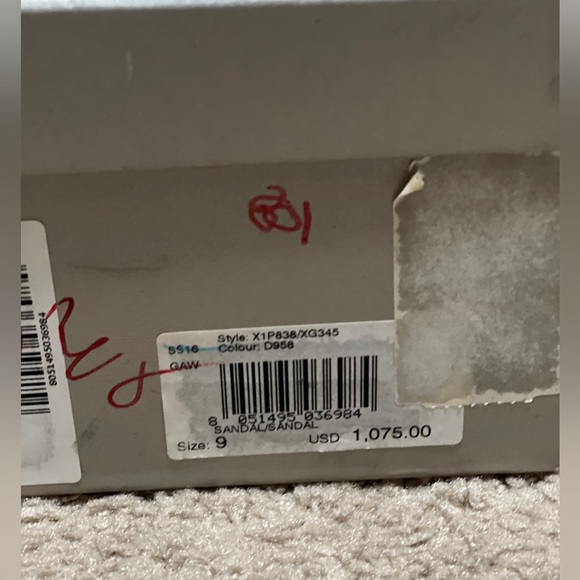 8051495036984
Style: X1P838/XG345
SS16 Colour: D958
GAW
8 051495 036984
SANDAL/SANDAL
Size: 9 USD 1,075.00